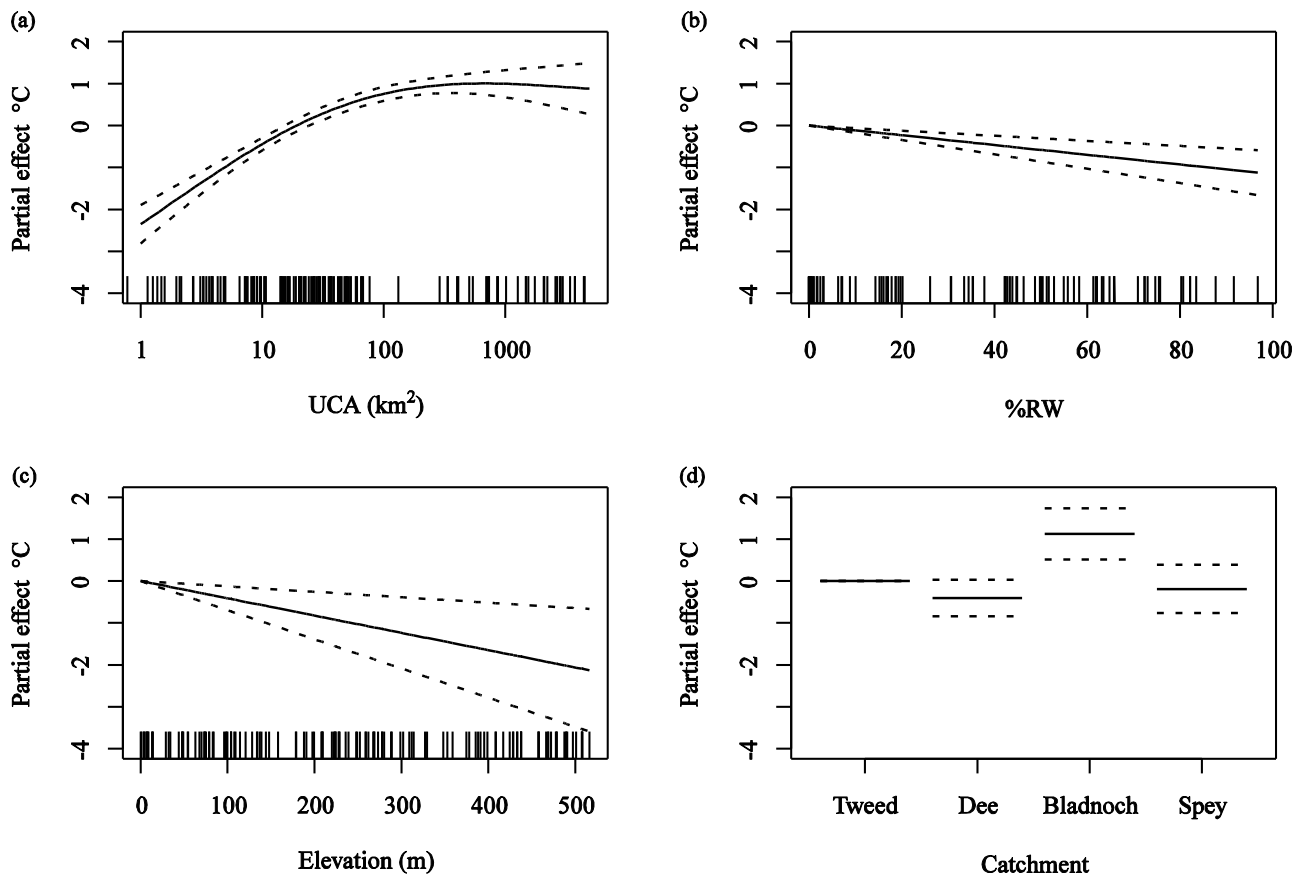 (a)
Partial effect °C
2
1
0
-2
-4
1
10
100
1000
UCA (km²)
(b)
Partial effect °C
2
1
0
-2
-4
0
20
40
60
80
100
%RW
(c)
Partial effect °C
2
1
0
-2
-4
0
100
200
300
400
500
Elevation (m)
(d)
Partial effect °C
2
1
0
-2
-4
Tweed
Dee
Bladnoch
Spey
Catchment